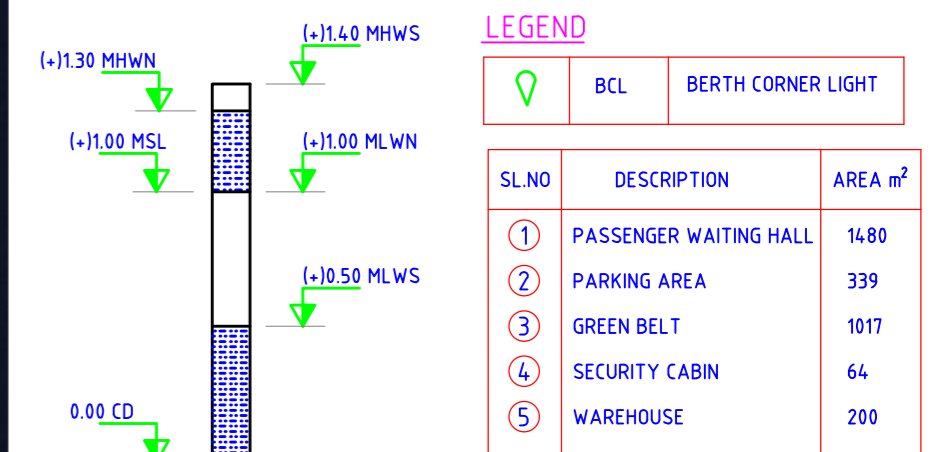 (+)1.40 MHWS
(+)1.30 MHWN
(+)1.00 MSL
(+)1.00 MLWN
(+)0.50 MLWS
0.00 CD
LEGEND
BCL BERTH CORNER LIGHT
SL.NO DESCRIPTION AREA m²
1 PASSENGER WAITING HALL 1480
2 PARKING AREA 339
3 GREEN BELT 1017
4 SECURITY CABIN 64
5 WAREHOUSE 200